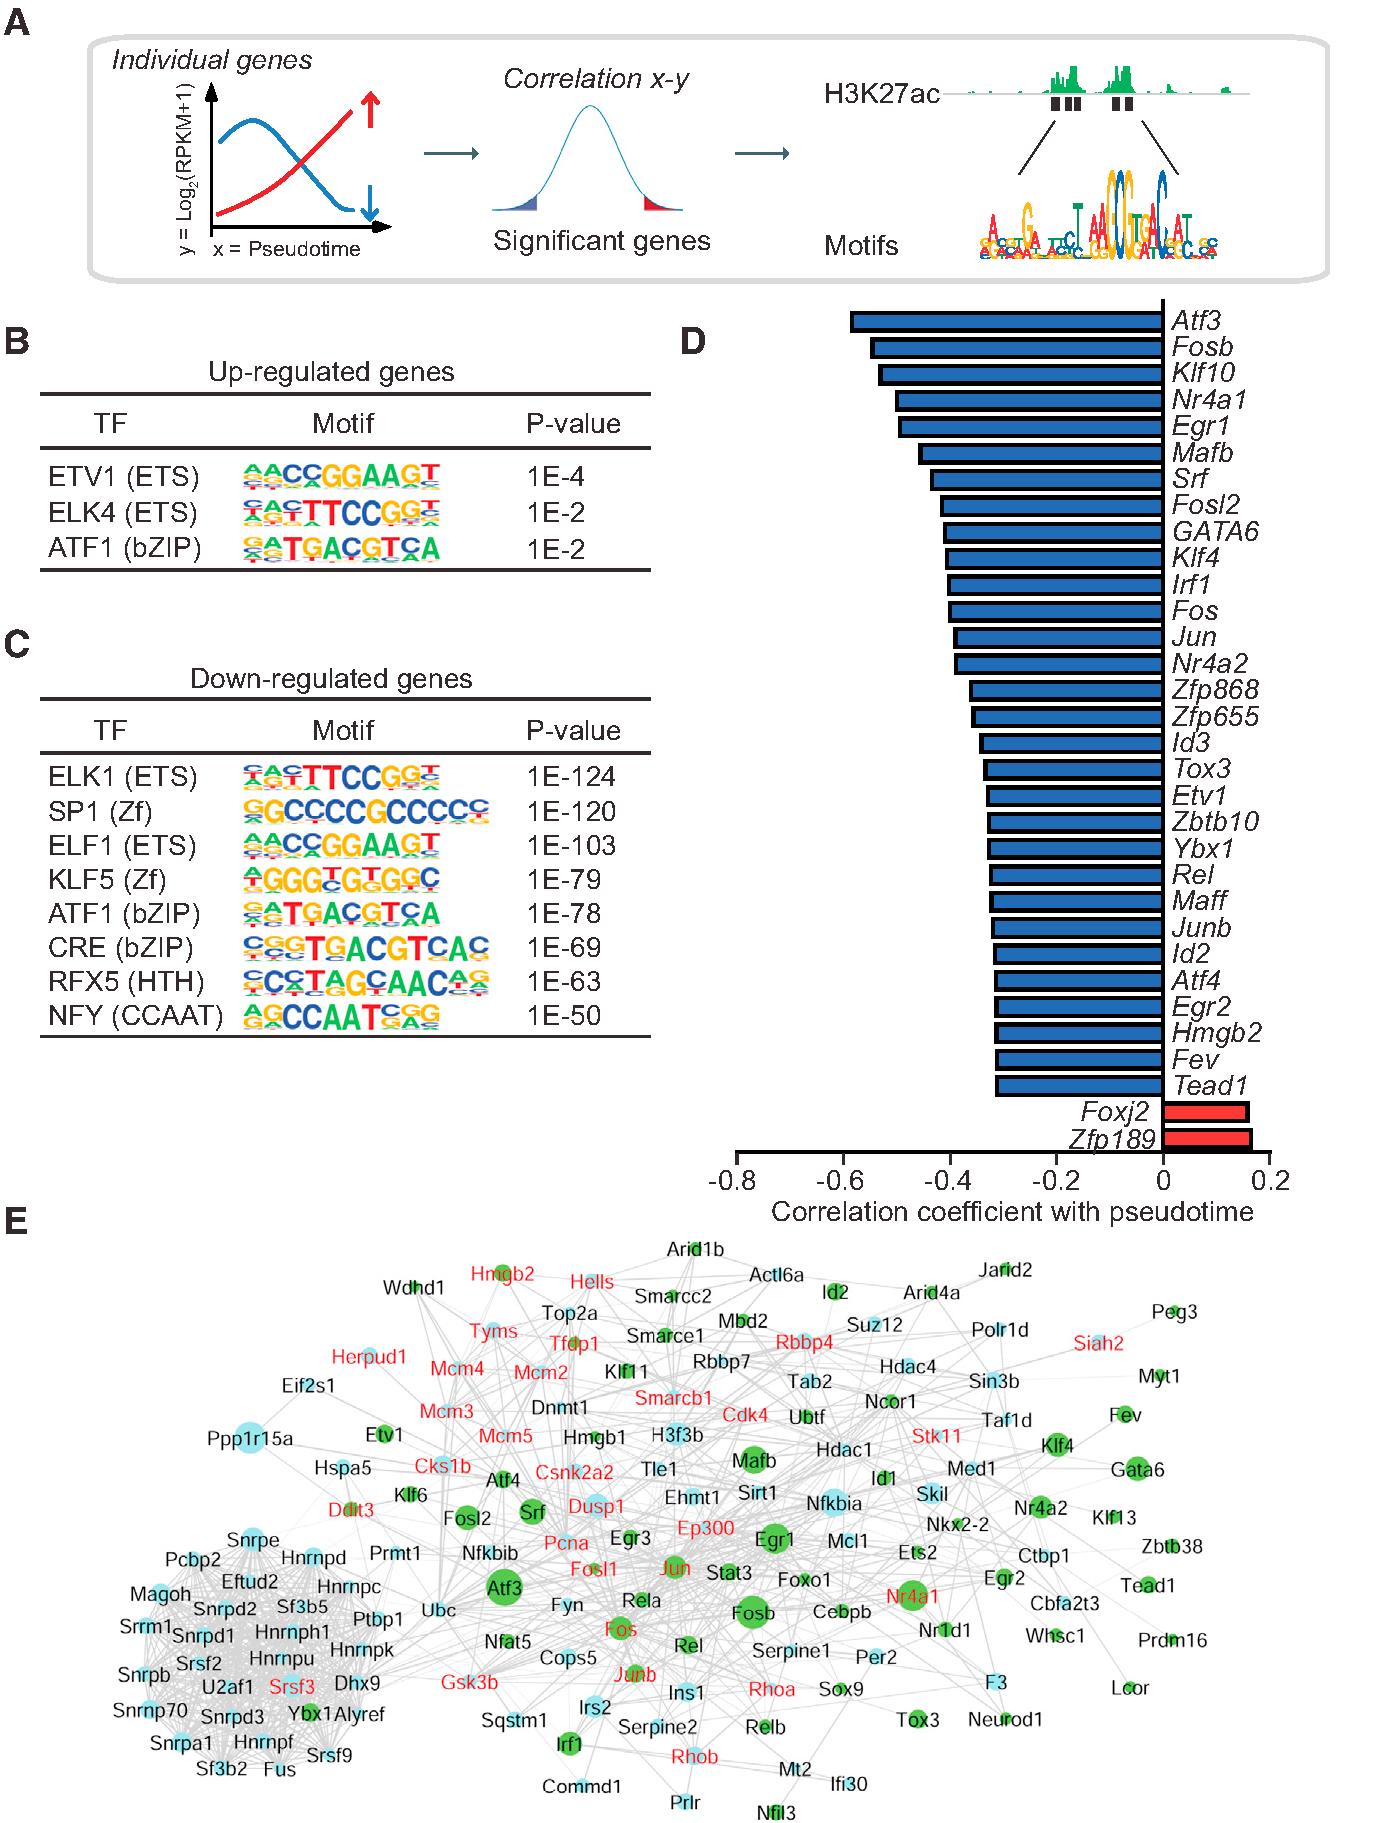 A
Individual genes
y = Log2(RPKM+1)
x = Pseudotime
Correlation x-y
Significant genes
H3K27ac
Motifs
B
Up-regulated genes
TF Motif P-value
ETV1 (ETS) 1E-4
ELK4 (ETS) 1E-2
ATF1 (bZIP) 1E-2
C
Down-regulated genes
TF Motif P-value
ELK1 (ETS) 1E-124
SP1 (Zf) 1E-120
ELF1 (ETS) 1E-103
KLF5 (Zf) 1E-79
ATF1 (bZIP) 1E-78
CRE (bZIP) 1E-69
RFX5 (HTH) 1E-63
NFY (CCAAT) 1E-50
D
Atf3
Fosb
Klf10
Nr4a1
Egr1
Mafb
Srf
Fosl2
GATA6
Klf4
Irf1
Fos
Jun
Nr4a2
Zfp868
Zfp655
Id3
Tox3
Etv1
Zbtb10
Ybx1
Rel
Maff
Junb
Id2
Atf4
Egr2
Hmgb2
Fev
Tead1
Foxj2
Zfp189
-0.8 -0.6 -0.4 -0.2 0 0.2
Correlation coefficient with pseudotime
E
Arid1b
Wdhd1 Hmgb2 Hells Actl6a Jarid2
Smarcc2 Id2 Arid4a
Top2a Mbd2 Peg3
Tyms Tfdp1 Smarce1 Rbbp4 Suz12 Polr1d Siah2
Herpud1 Mcm4 Mcm2 Klf11 Rbbp7 Hdac4
Eif2s1 Tab2 Sin3b Myt1
Mcm3 Dnmt1 Smarcb1 Cdk4 Ubtf Ncor1 Taf1d Fev
Ppp1r15a Etv1 Mcm5 Hmgb1 H3f3b Hdac1 Stk11 Klf4
Hspa5 Cks1b Atf4 Csnk2a2 Tle1 Mafb Id1 Med1 Gata6
Ddit3 Klf6 Fosl2 Srf Dusp1 Ehmt1 Sirt1 Nfkbia Skil Nr4a2 Klf13
Snrpe Pcna Egr3 Ep300 Egr1 Mcl1 Nkx2-2
Pcbp2 Hnrnpd Prmt1 Nfkbib Ets2 Ctbp1 Zbtb38
Eftud2 Hnrnpc Atf3 Fosl1 Jun Stat3 Foxo1 Egr2 Tead1
Magoh Snrpd2 Sf3b5 Ptbp1 Ubc Fyn Rela Fosb Cebpb Nr4a1 Cbfa2t3
Srrm1 Snrpd1 Hnrnph1 Hnrnpk Nfat5 Fos Rel Nr1d1 Whsc1 Prdm16
Srsf2 Hnrnpu Cops5 Serpine1 Per2
Snrpb U2af1 Srsf3 Dhx9 Gsk3b Junb Ins1 Rhoa Sox9 F3 Lcor
Snrnp70 Snrpd3 Ybx1 Alyref Sqstm1 Irs2 Serpine2 Relb Tox3 Neurod1
Snrpa1 Hnrnpf Srsf9 Irf1 Rhob
Sf3b2 Fus Commd1 Mt2 Ifi30
Prlr Nfil3